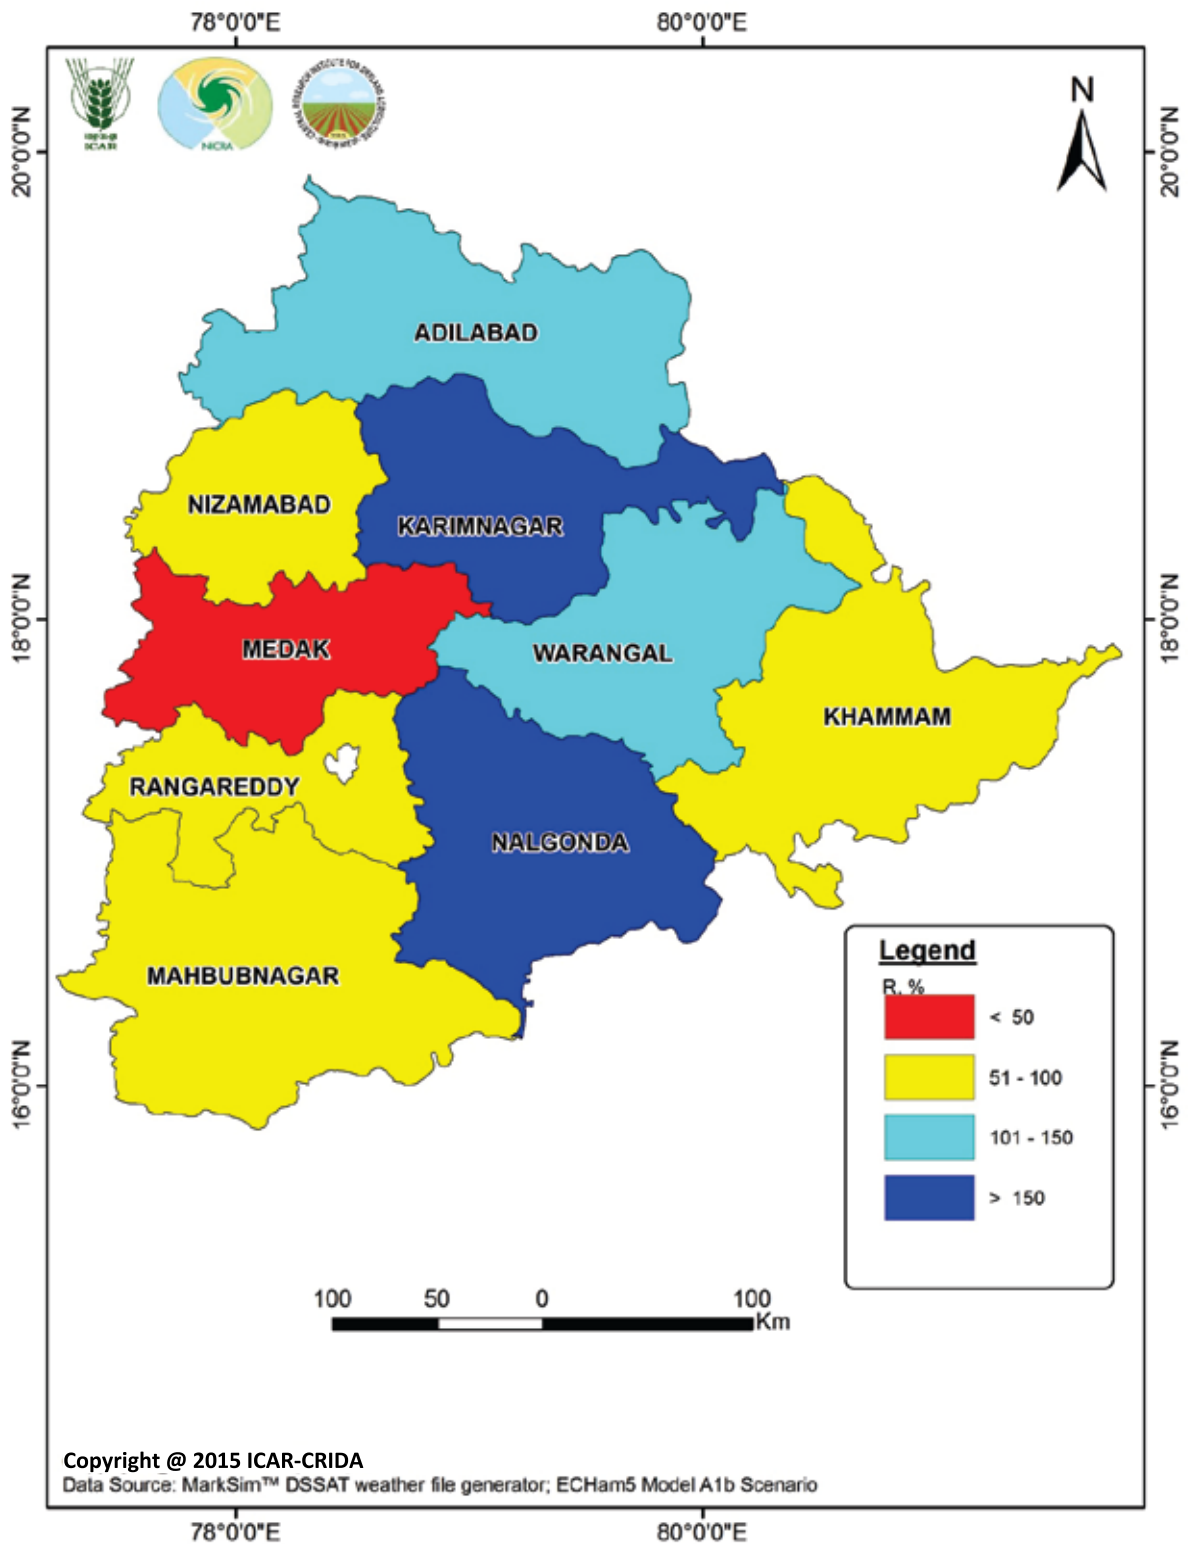 78°0'0"E 80°0'0"E
20°0'0"N 20°0'0"N
ICAR
NICRA
N
ADILABAD
NIZAMABAD
KARIMNAGAR
18°0'0"N 18°0'0"N
MEDAK
WARANGAL
KHAMMAM
RANGAREDDY
NALGONDA
MAHBUBNAGAR
16°0'0"N 16°0'0"N
Legend
R, %
< 50
51 - 100
101 - 150
> 150
100 50 0 100
Km
Copyright @ 2015 ICAR-CRIDA
Data Source: MarkSim™ DSSAT weather file generator; ECHam5 Model A1b Scenario
78°0'0"E 80°0'0"E